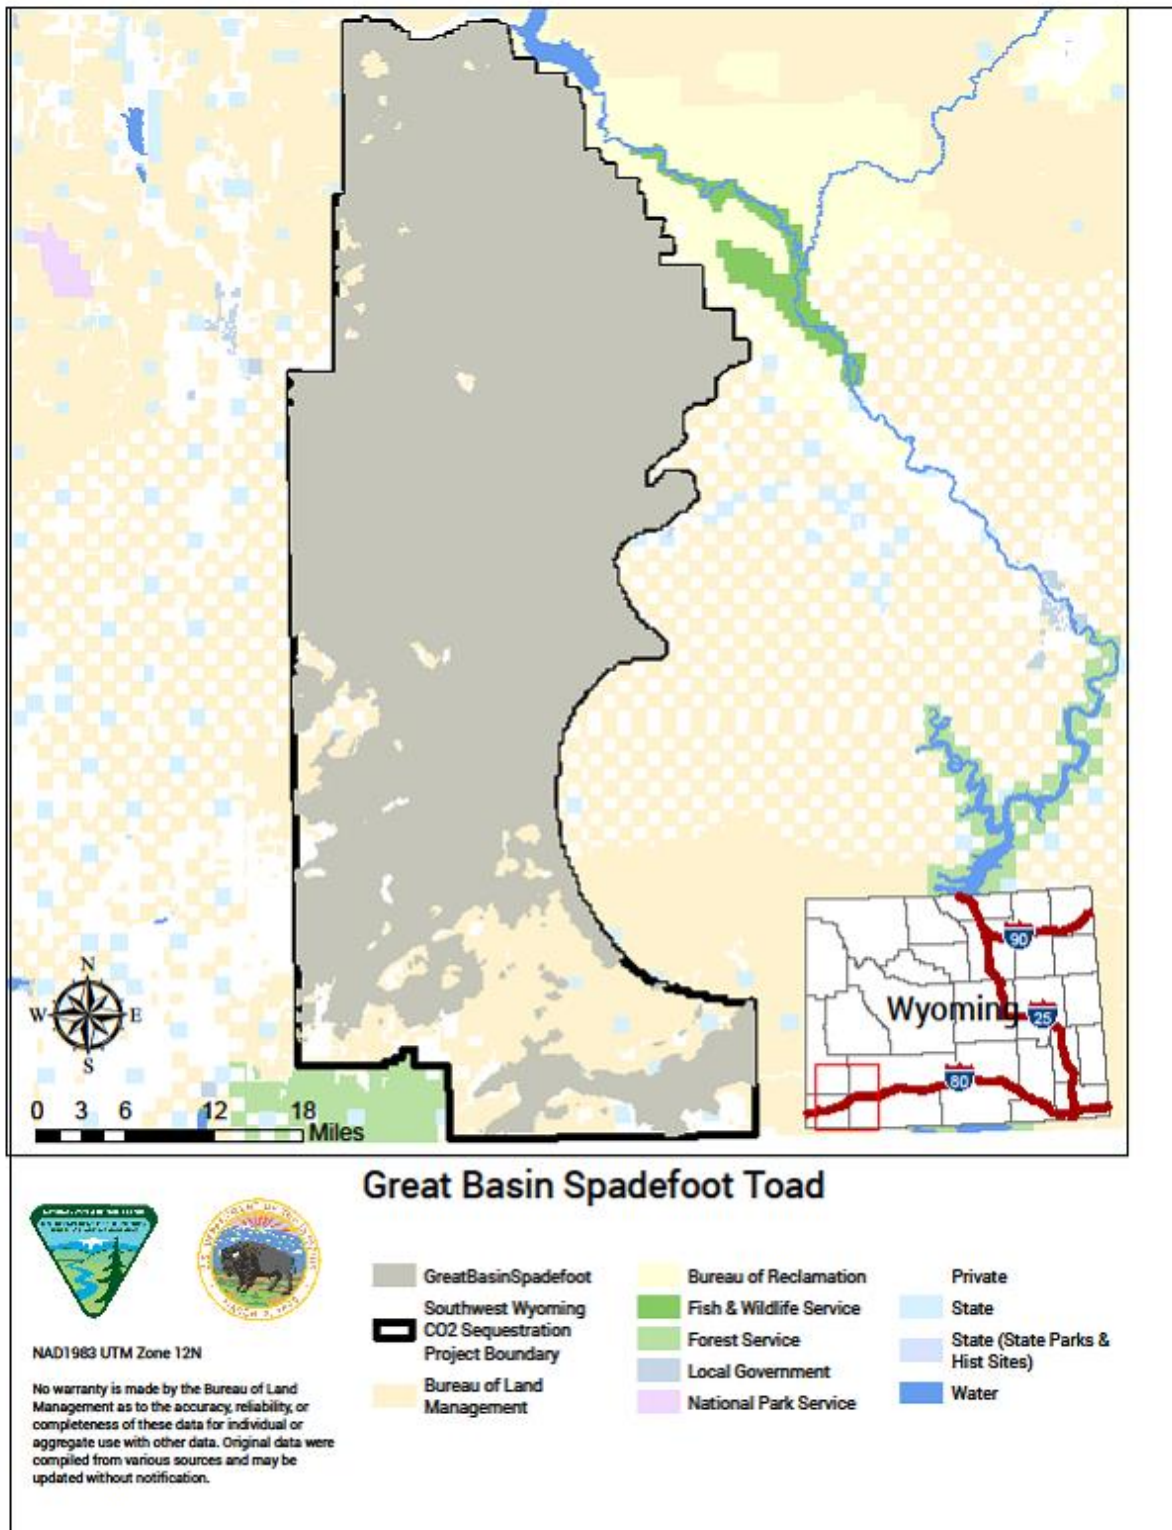 N
W
E
S
0 3 6 12 18
Miles
90
Wyoming
25
80
Great Basin Spadefoot Toad
GreatBasinSpadefoot
Southwest Wyoming
CO2 Sequestration
Project Boundary
Bureau of Land
Management
Bureau of Reclamation
Fish & Wildlife Service
Forest Service
Local Government
National Park Service
Private
State
State (State Parks &
Hist Sites)
Water
NAD1983 UTM Zone 12N
No warranty is made by the Bureau of Land
Management as to the accuracy, reliability, or
completeness of these data for individual or
aggregate use with other data. Original data were
compiled from various sources and may be
updated without notification.